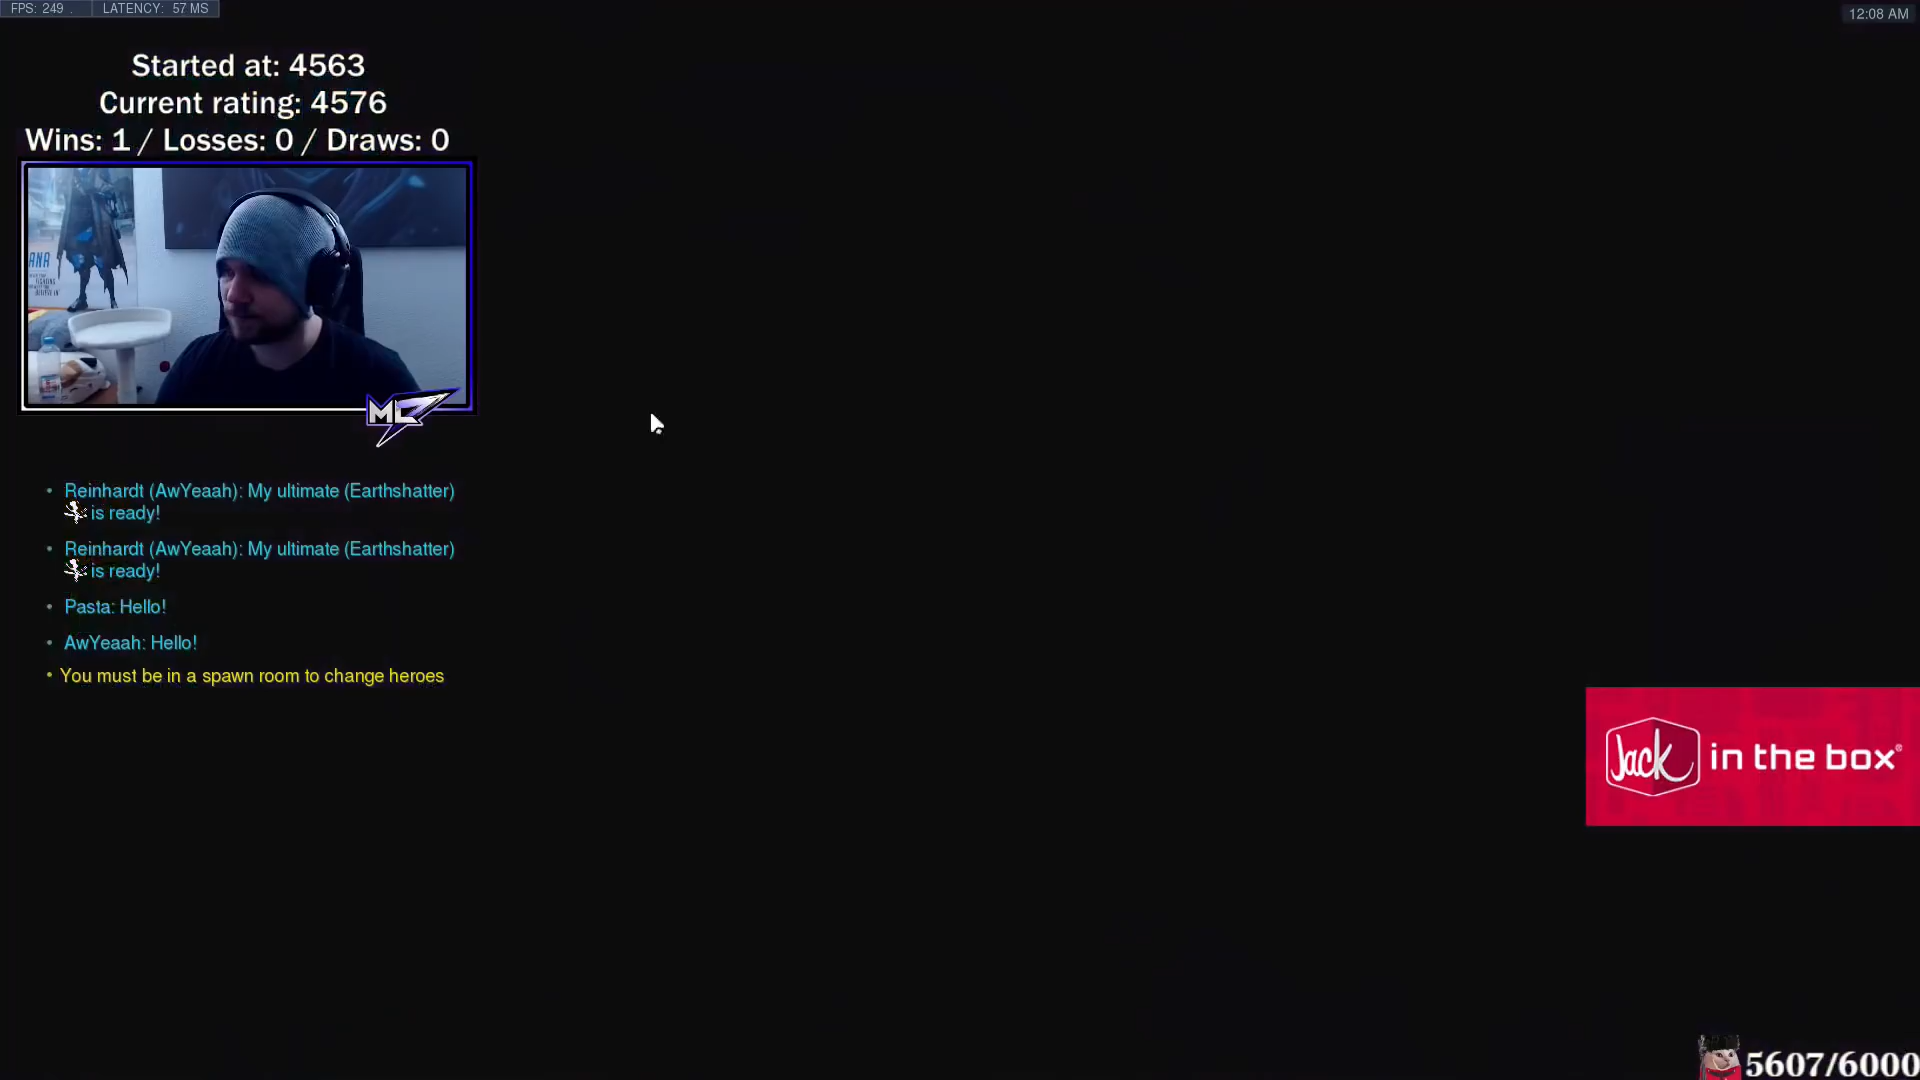 FPS: 249 .
LATENCY: 57 MS
12:08 AM
Started at: 4563
Current rating: 4576
Wins: 1 / Losses: 0 / Draws: 0
ANA
MC
• Reinhardt (AwYeaah): My ultimate (Earthshatter)
is ready!
• Reinhardt (AwYeaah): My ultimate (Earthshatter)
is ready!
• Pasta: Hello!
• AwYeaah: Hello!
• You must be in a spawn room to change heroes
Jack in the box®
5607/6000